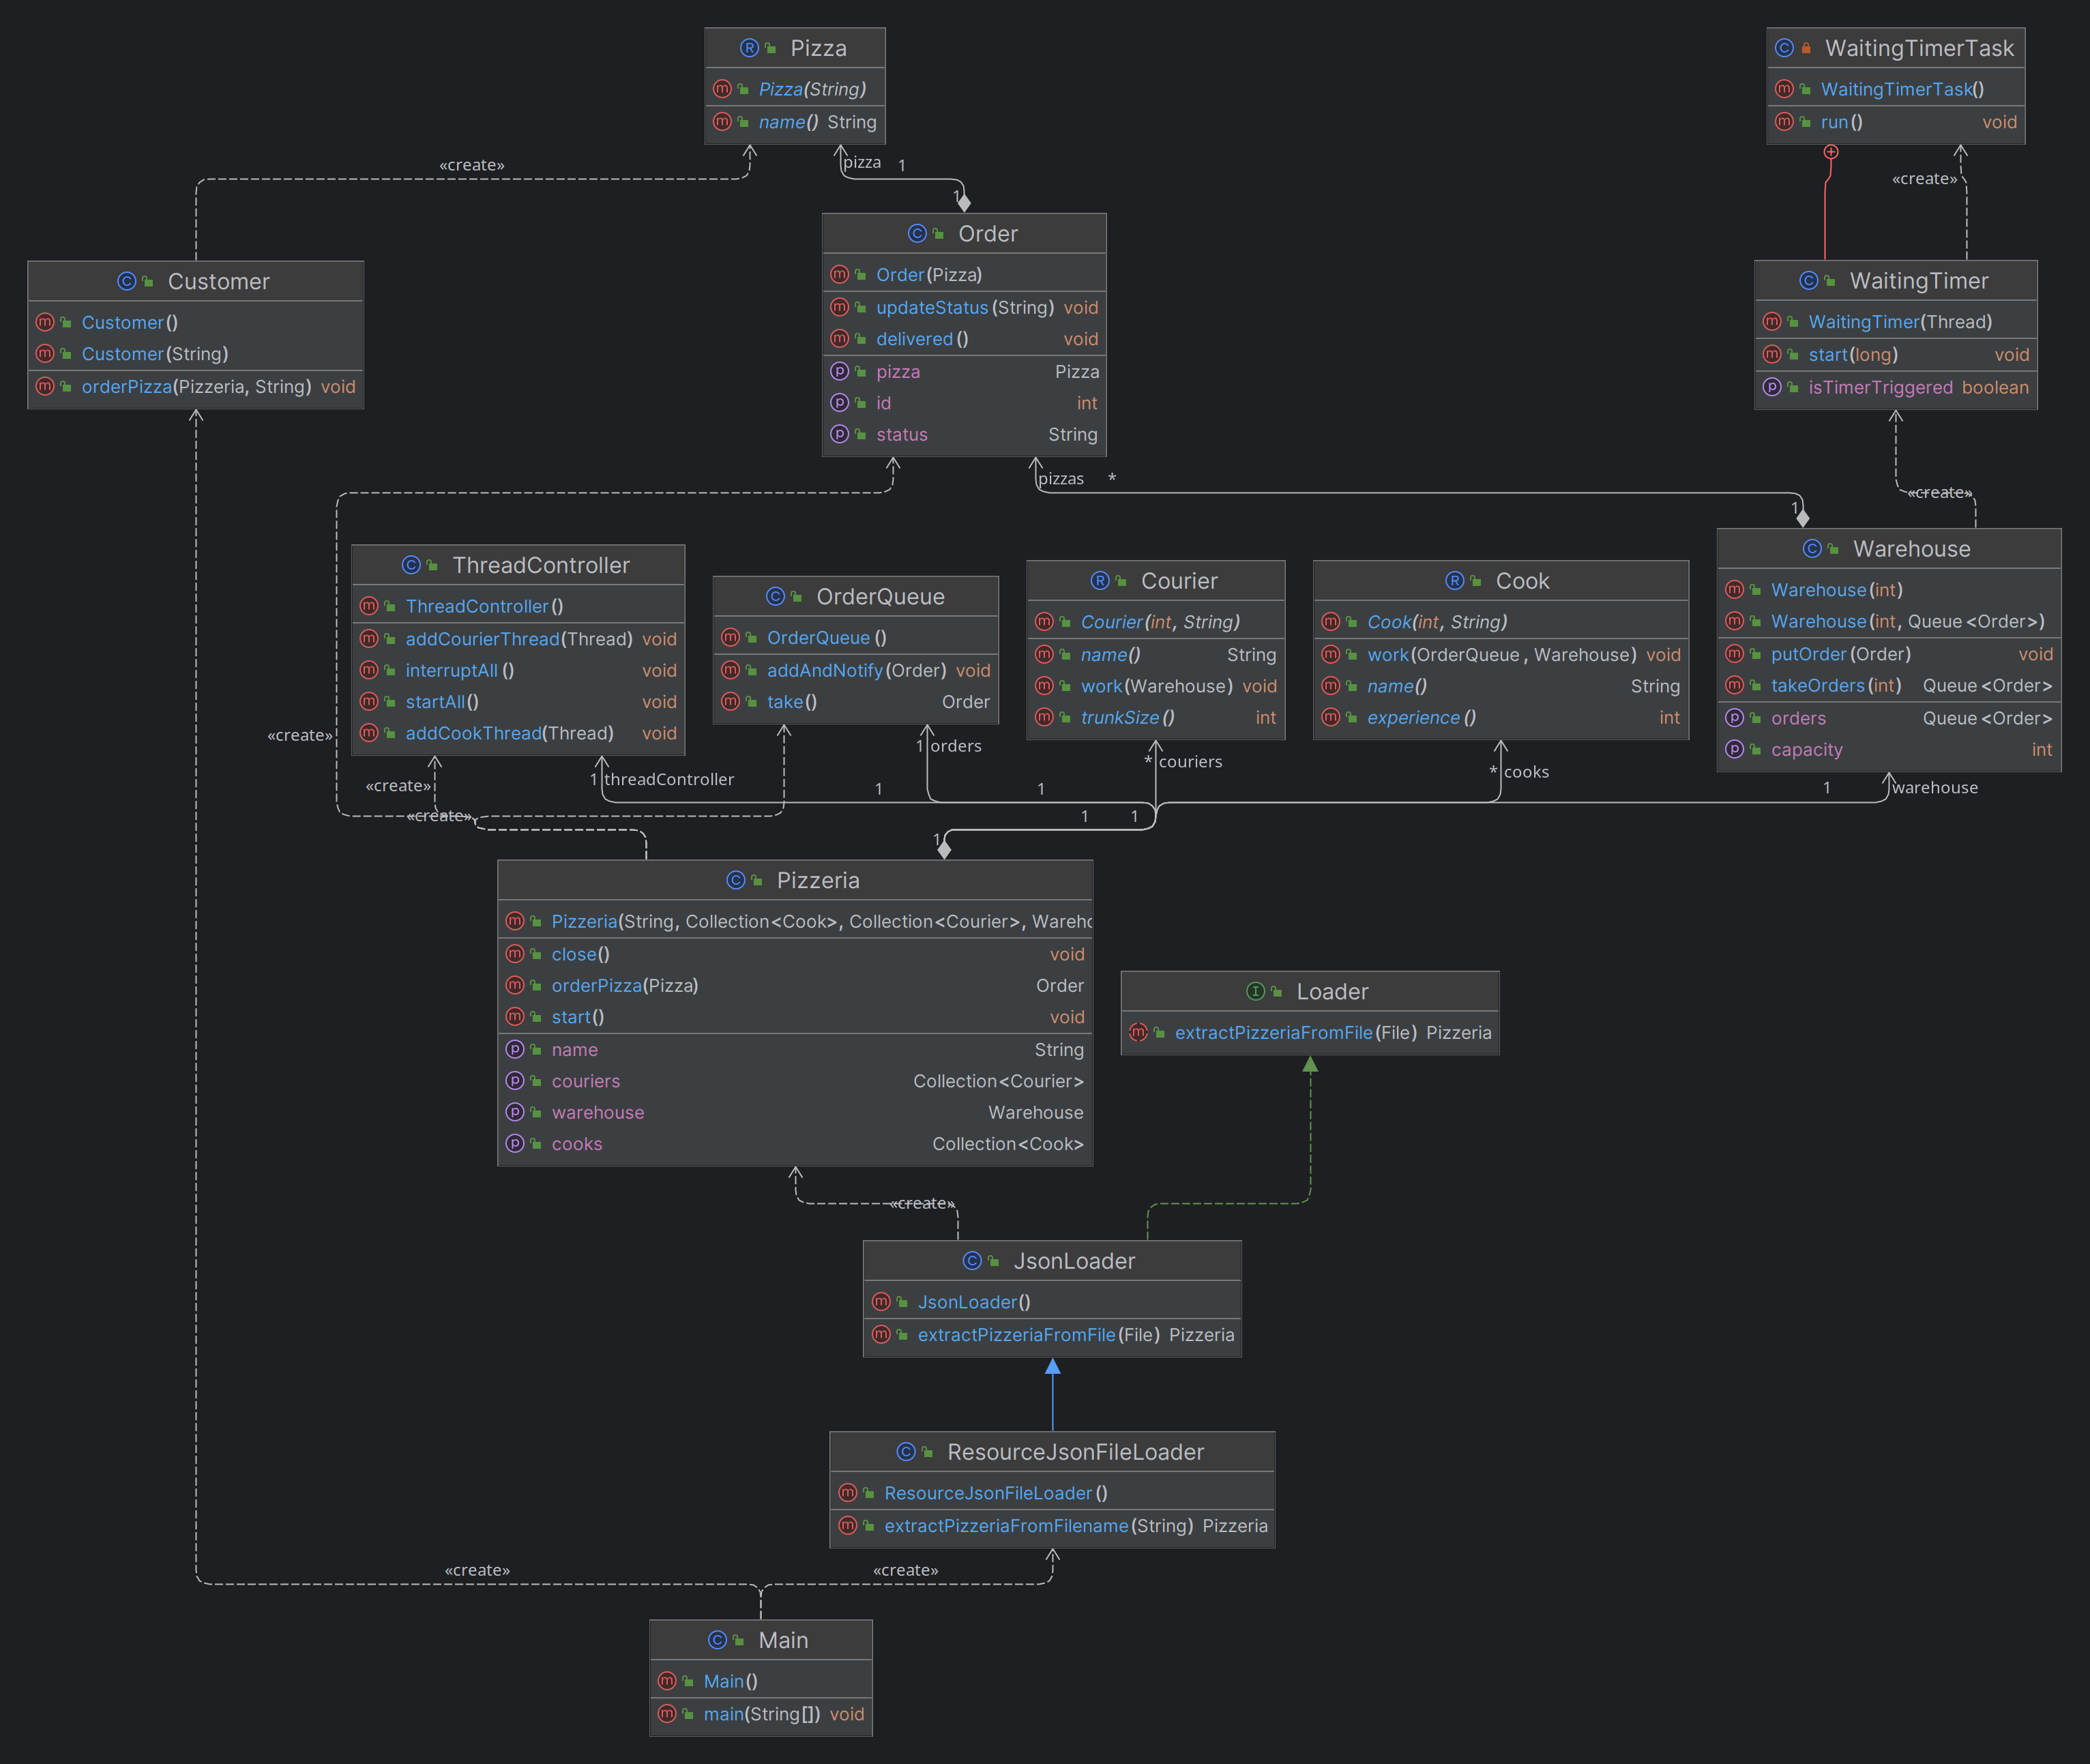 Pizza
Pizza(String)
name() String
WaitingTimerTask
WaitingTimerTask()
run() void
«create»
pizza 1
1
«create»
Order
Order(Pizza)
updateStatus(String) void
delivered() void
pizza Pizza
id int
status String
Customer
Customer()
Customer(String)
orderPizza(Pizzeria, String) void
WaitingTimer
WaitingTimer(Thread)
start(long) void
isTimerTriggered boolean
pizzas *
1
«create»
ThreadController
ThreadController()
addCourierThread(Thread) void
interruptAll() void
startAll() void
addCookThread(Thread) void
OrderQueue
OrderQueue()
addAndNotify(Order) void
take() Order
Courier
Courier(int, String)
name() String
work(Warehouse) void
trunkSize() int
Cook
Cook(int, String)
work(OrderQueue, Warehouse) void
name() String
experience() int
Warehouse
Warehouse(int)
Warehouse(int, Queue<Order>)
putOrder(Order) void
takeOrders(int) Queue<Order>
orders Queue<Order>
capacity int
«create»
1 orders
* couriers
* cooks
«create»
1 threadController
1
1
1
warehouse
«create»
1
1
1
Pizzeria
Pizzeria(String, Collection<Cook>, Collection<Courier>, Wareh
close() void
orderPizza(Pizza) Order
start() void
name String
couriers Collection<Courier>
warehouse Warehouse
cooks Collection<Cook>
Loader
extractPizzeriaFromFile(File) Pizzeria
«create»
JsonLoader
JsonLoader()
extractPizzeriaFromFile(File) Pizzeria
ResourceJsonFileLoader
ResourceJsonFileLoader()
extractPizzeriaFromFilename(String) Pizzeria
«create»
«create»
Main
Main()
main(String[]) void